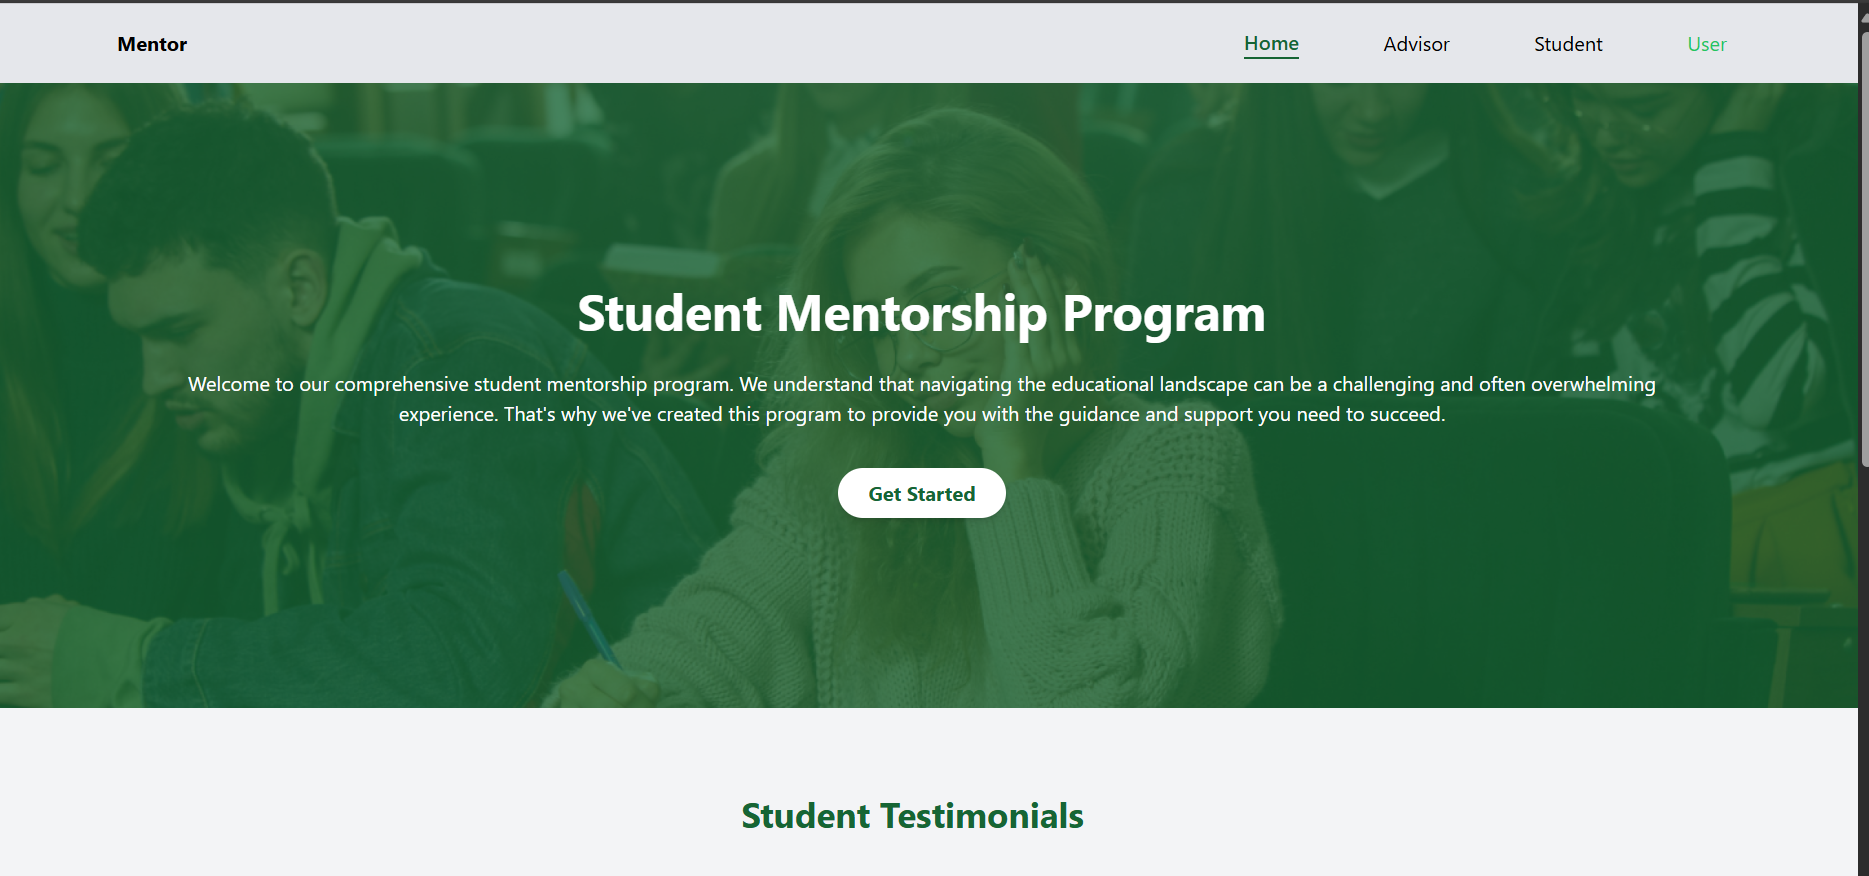 Mentor
Home
Advisor
Student
User
Student Mentorship Program
Welcome to our comprehensive student mentorship program. We understand that navigating the educational landscape can be a challenging and often overwhelming
experience. That's why we've created this program to provide you with the guidance and support you need to succeed.
Get Started
Student Testimonials